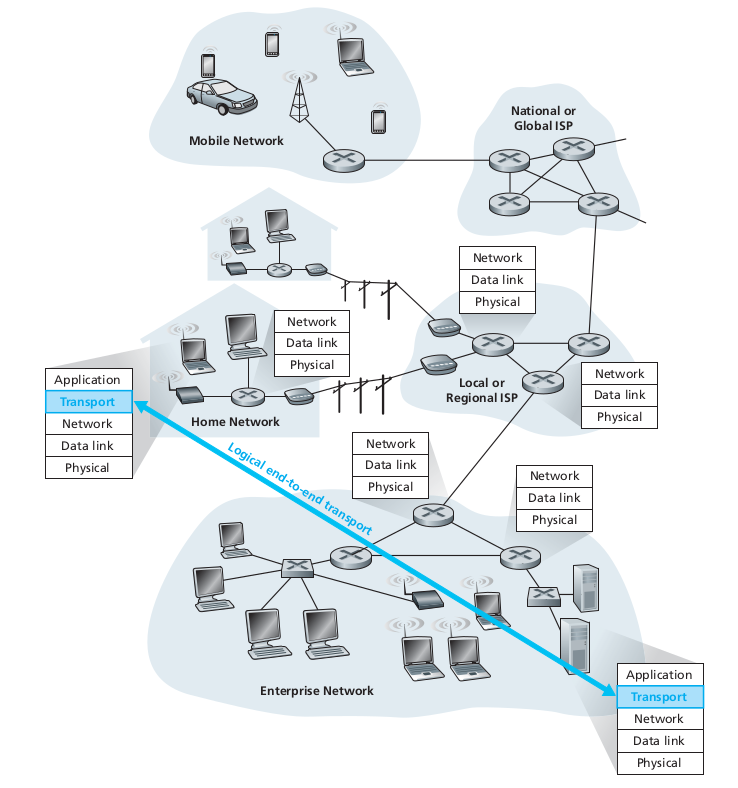 Mobile Network
National or
Global ISP
Network
Data link
Physical
Network
Data link
Physical
Local or
Regional ISP
Network
Data link
Physical
Application
Transport
Network
Data link
Physical
Home Network
Logical end-to-end transport
Network
Data link
Physical
Network
Data link
Physical
Enterprise Network
Application
Transport
Network
Data link
Physical